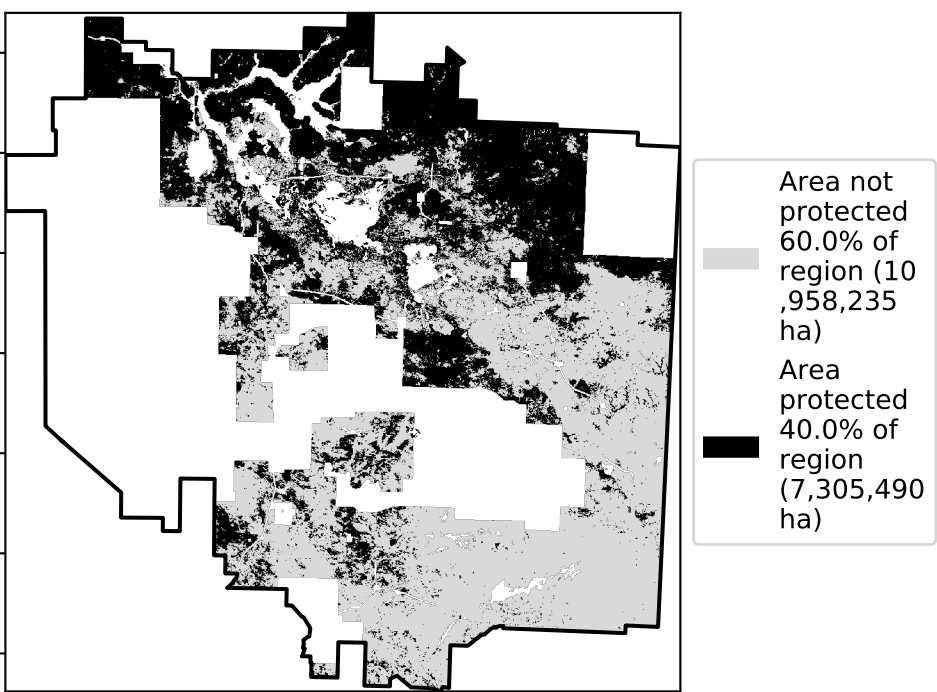 Area not
protected
60.0% of
region (10
,958,235
ha)
Area
protected
40.0% of
region
(7,305,490
ha)